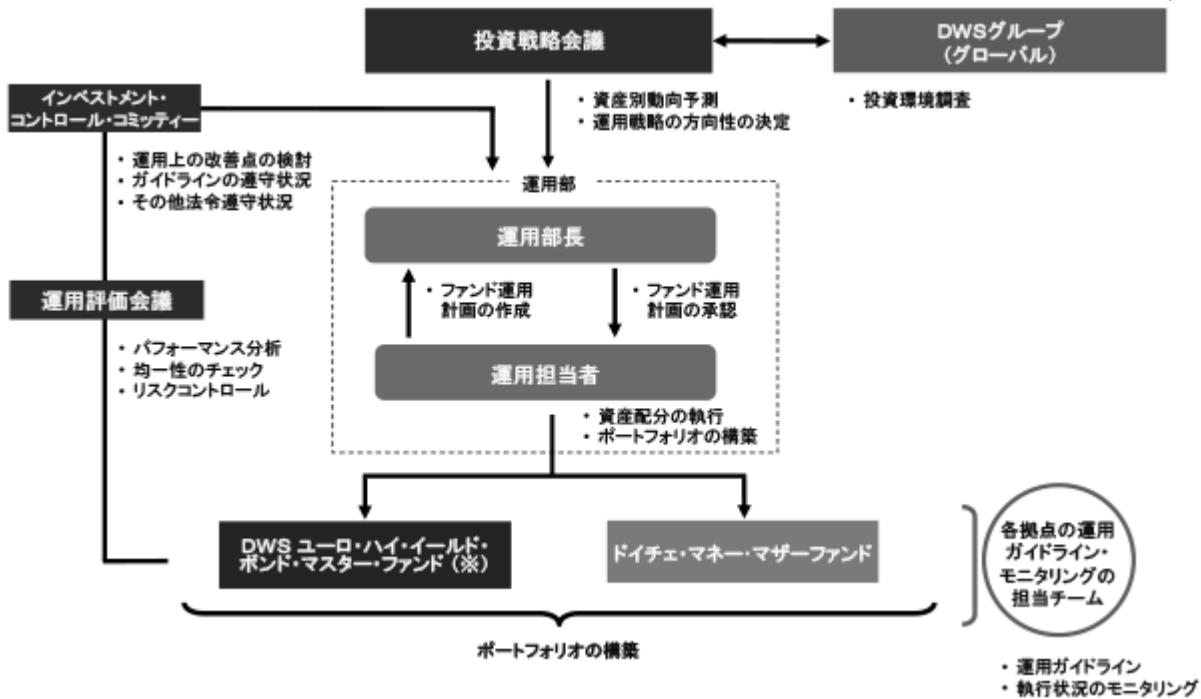 投資戦略会議
DWSグループ
(グローバル)
・ 資産別動向予測
・ 運用戦略の方向性の決定
・ 投資環境調査
インベストメント・
コントロール・コミッティー
・ 運用上の改善点の検討
・ ガイドラインの遵守状況
・ その他法令遵守状況
運用部
運用部長
・ ファンド運用
計画の作成
・ ファンド運用
計画の承認
運用評価会議
・ パフォーマンス分析
・ 均一性のチェック
・ リスクコントロール
運用担当者
・ 資産配分の執行
・ ポートフォリオの構築
DWS ユーロ・ハイ・イールド・
ボンド・マスター・ファンド(※)
ドイチェ・マネー・マザーファンド
各拠点の運用
ガイドライン・
モニタリングの
担当チーム
ポートフォリオの構築
・ 運用ガイドライン
・ 執行状況のモニタリング